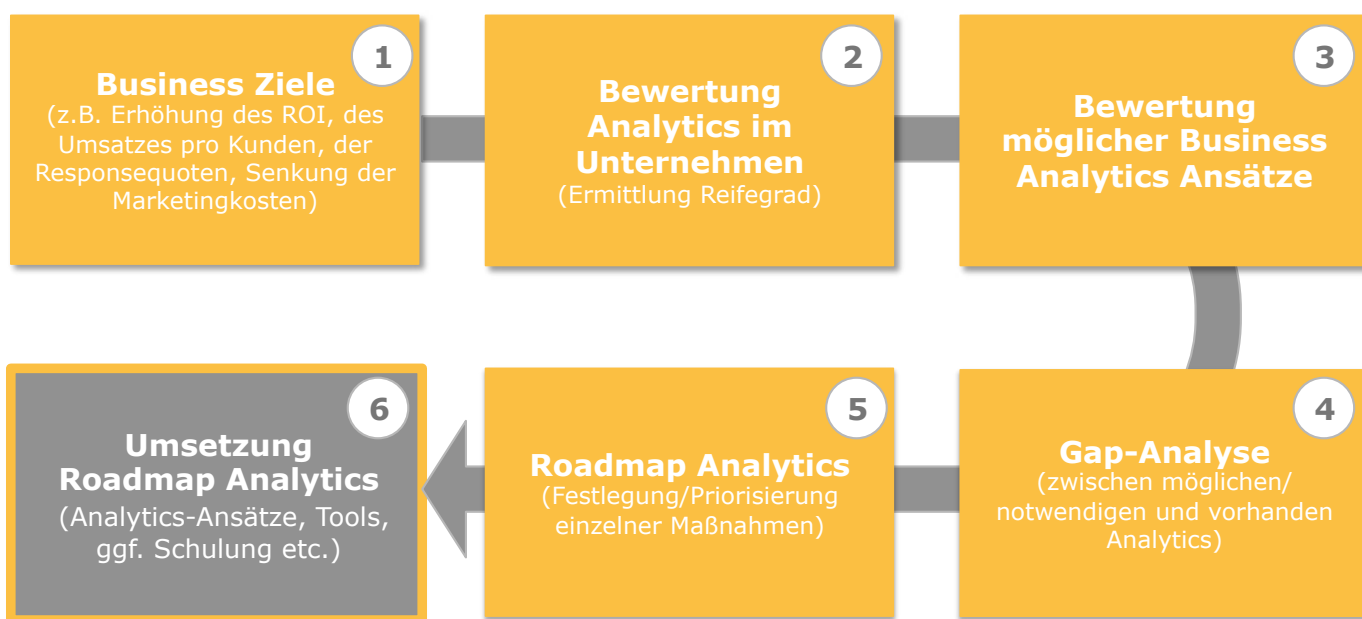 1
Business Ziele
(z.B. Erhöhung des ROI, des
Umsatzes pro Kunden, der
Responsequoten, Senkung der
Marketingkosten)
2
Bewertung
Analytics im
Unternehmen
(Ermittlung Reifegrad)
3
Bewertung
möglicher Business
Analytics Ansätze
4
Gap-Analyse
(zwischen möglichen/
notwendigen und vorhanden
Analytics)
5
Roadmap Analytics
(Festlegung/Priorisierung
einzelner Maßnahmen)
6
Umsetzung
Roadmap Analytics
(Analytics-Ansätze, Tools,
ggf. Schulung etc.)